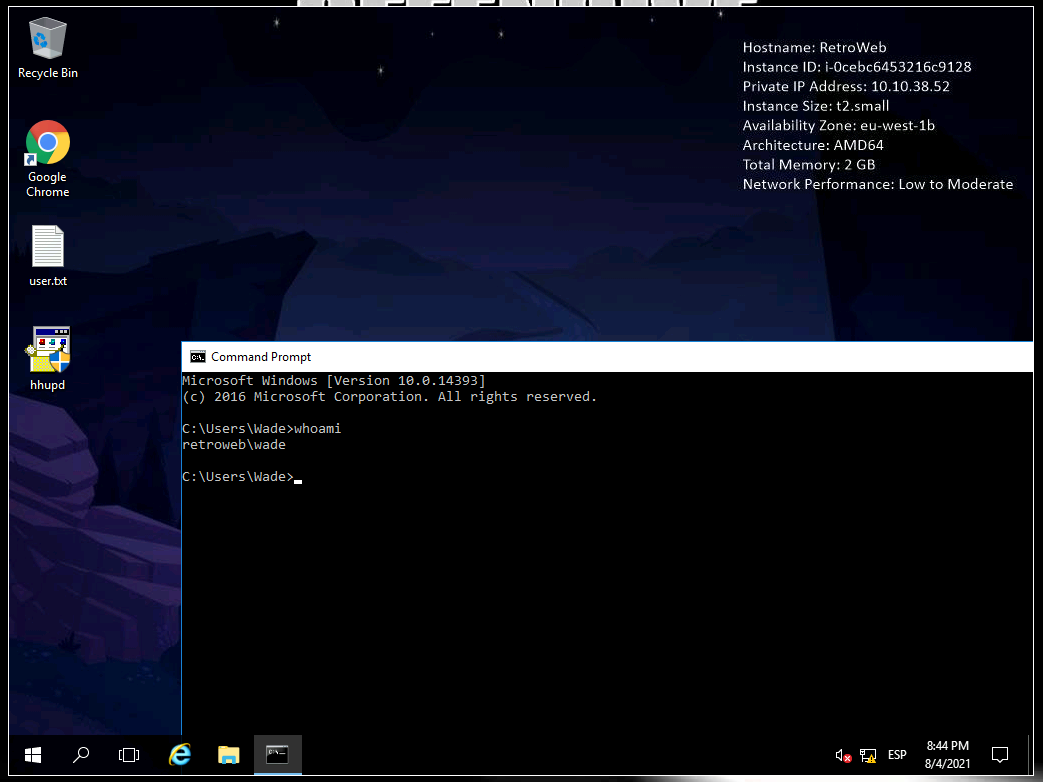 Recycle Bin
Google
Chrome
user.txt
hhupd
Hostname: RetroWeb
Instance ID: i-0cebc6453216c9128
Private IP Address: 10.10.38.52
Instance Size: t2.small
Availability Zone: eu-west-1b
Architecture: AMD64
Total Memory: 2 GB
Network Performance: Low to Moderate
Command Prompt
Microsoft Windows [Version 10.0.14393]
(c) 2016 Microsoft Corporation. All rights reserved.
C:\Users\Wade>whoami
retroweb\wade
C:\Users\Wade>
ESP
8:44 PM
8/4/2021